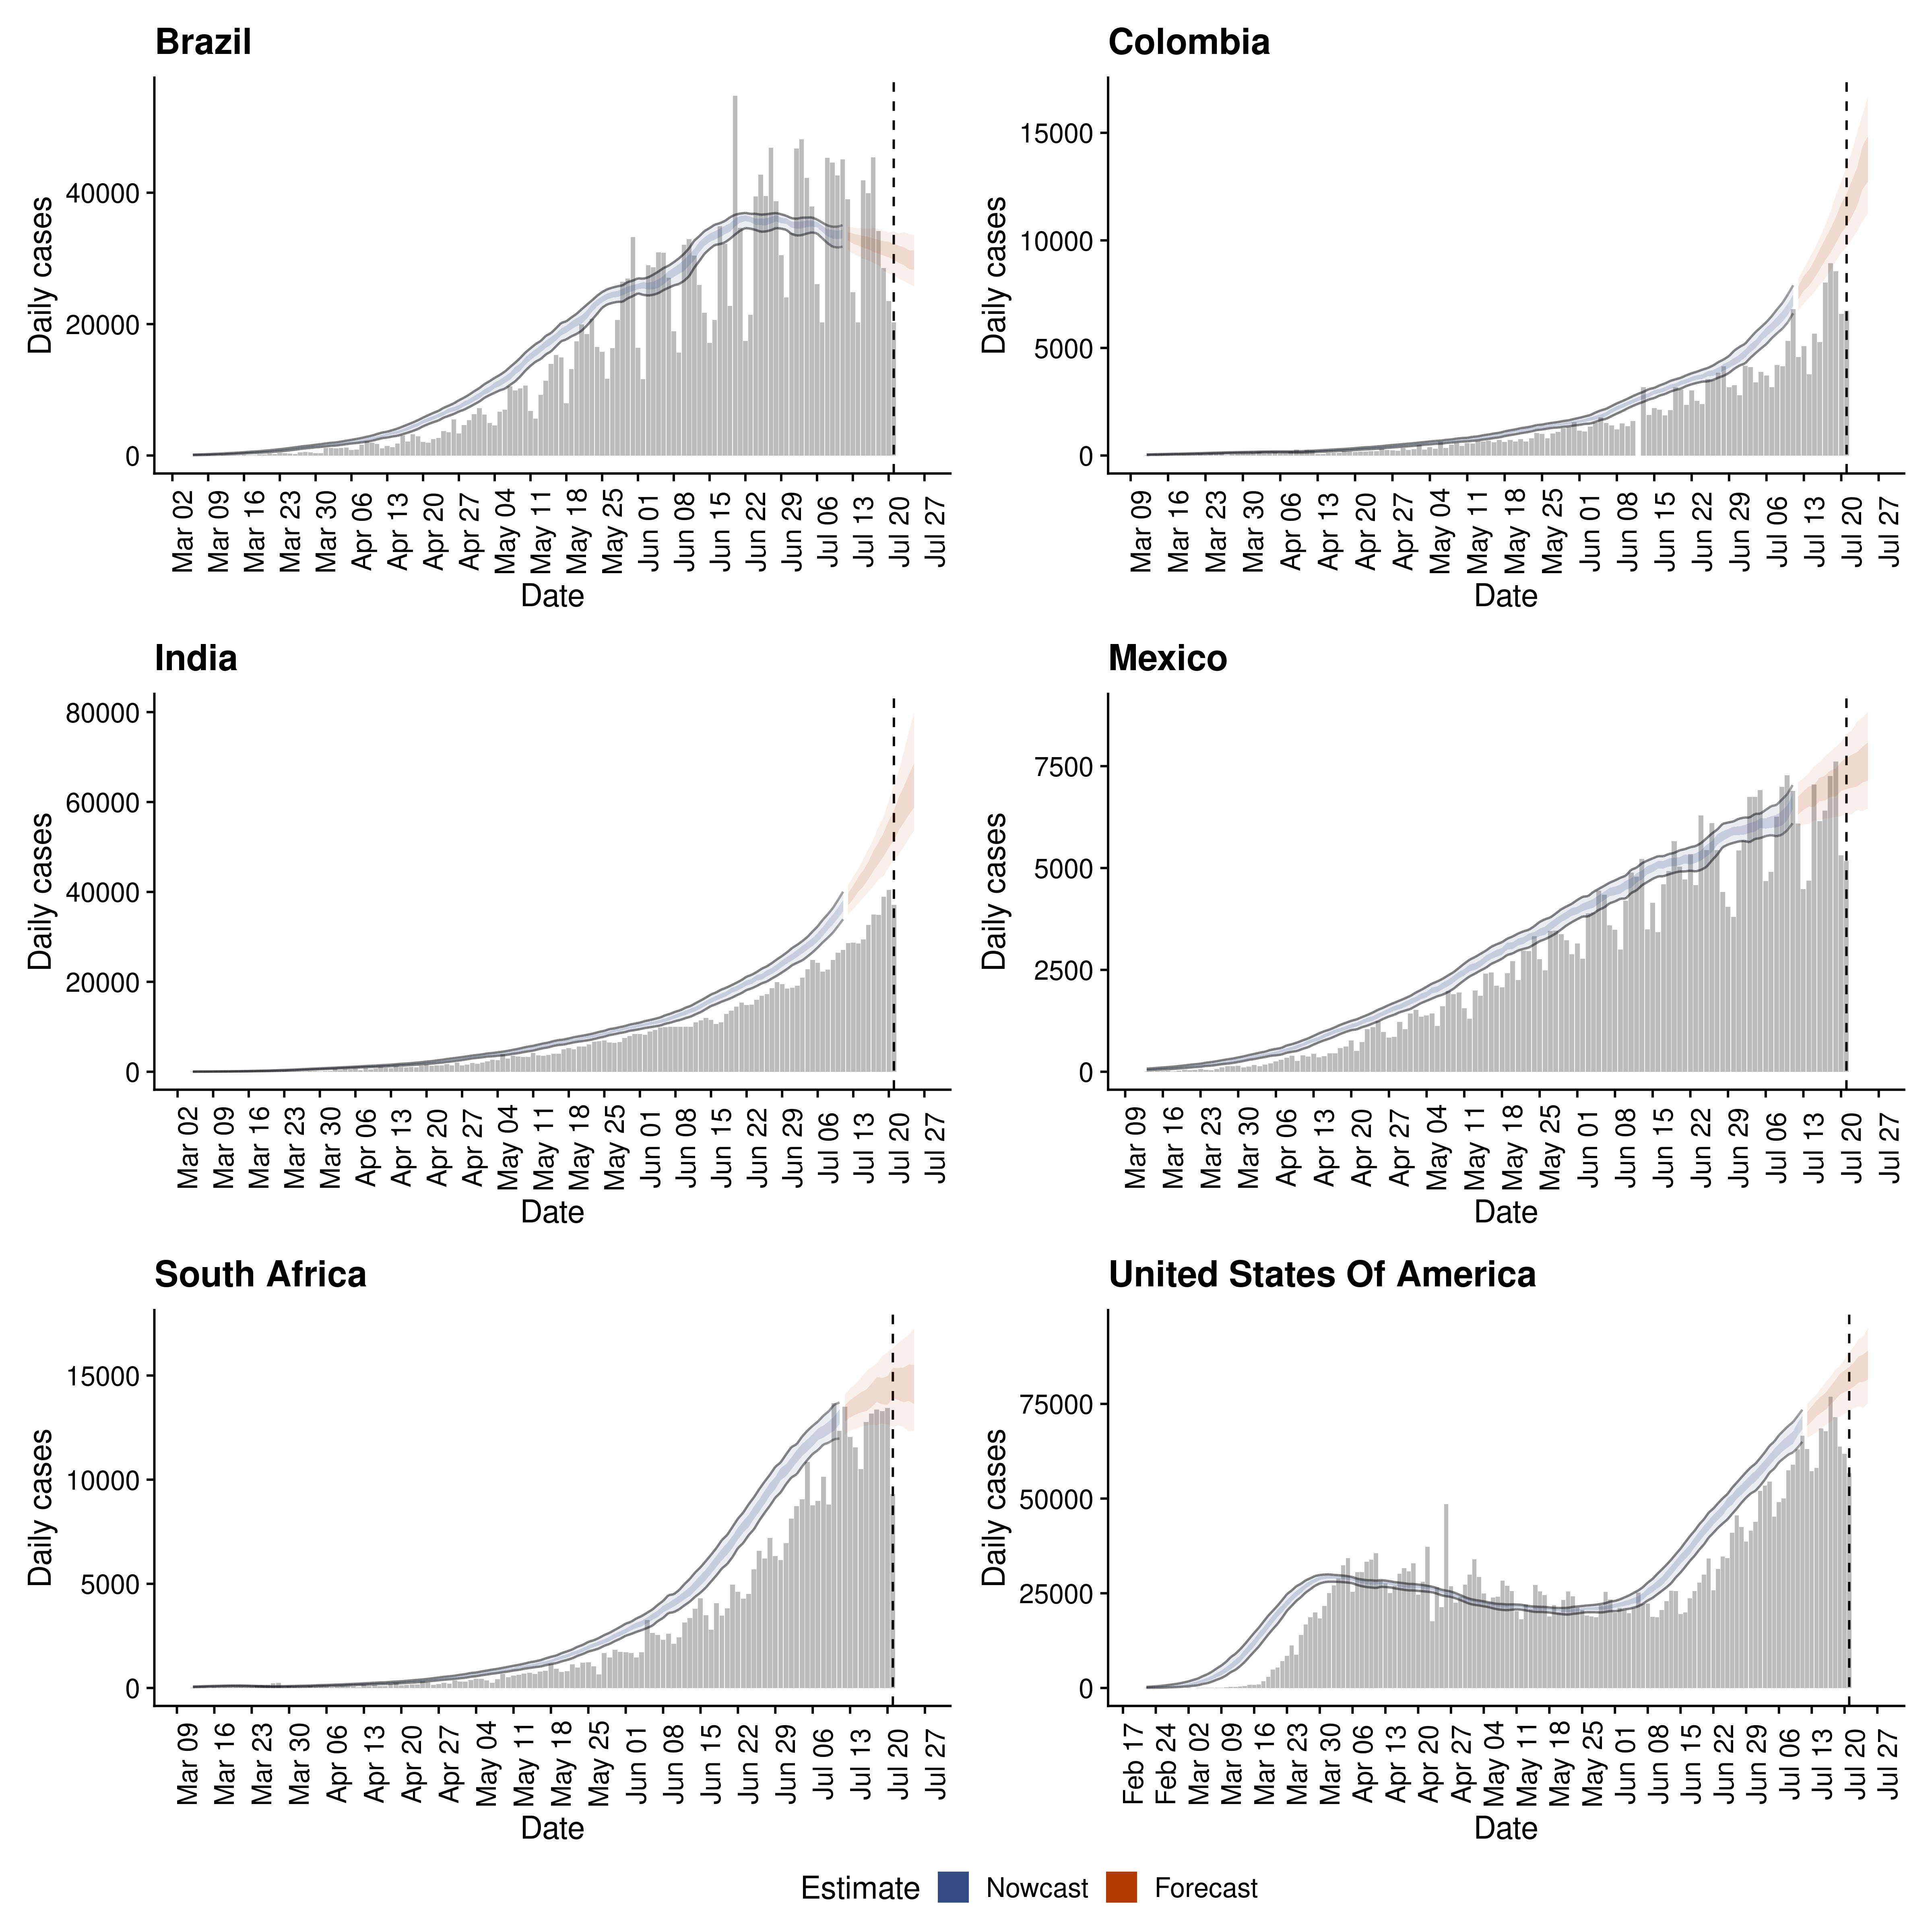 Brazil
Daily cases
40000
20000
0
Mar 02
Mar 09
Mar 16
Mar 23
Mar 30
Apr 06
Apr 13
Apr 20
Apr 27
May 04
May 11
May 18
May 25
Jun 01
Jun 08
Jun 15
Jun 22
Jun 29
Jul 06
Jul 13
Jul 20
Jul 27
Date
Colombia
Daily cases
15000
10000
5000
0
Mar 09
Mar 16
Mar 23
Mar 30
Apr 06
Apr 13
Apr 20
Apr 27
May 04
May 11
May 18
May 25
Jun 01
Jun 08
Jun 15
Jun 22
Jun 29
Jul 06
Jul 13
Jul 20
Jul 27
Date
India
Daily cases
80000
60000
40000
20000
0
Mar 02
Mar 09
Mar 16
Mar 23
Mar 30
Apr 06
Apr 13
Apr 20
Apr 27
May 04
May 11
May 18
May 25
Jun 01
Jun 08
Jun 15
Jun 22
Jun 29
Jul 06
Jul 13
Jul 20
Jul 27
Date
Mexico
Daily cases
7500
5000
2500
0
Mar 09
Mar 16
Mar 23
Mar 30
Apr 06
Apr 13
Apr 20
Apr 27
May 04
May 11
May 18
May 25
Jun 01
Jun 08
Jun 15
Jun 22
Jun 29
Jul 06
Jul 13
Jul 20
Jul 27
Date
South Africa
Daily cases
15000
10000
5000
0
Mar 09
Mar 16
Mar 23
Mar 30
Apr 06
Apr 13
Apr 20
Apr 27
May 04
May 11
May 18
May 25
Jun 01
Jun 08
Jun 15
Jun 22
Jun 29
Jul 06
Jul 13
Jul 20
Jul 27
Date
United States Of America
Daily cases
75000
50000
25000
0
Feb 17
Feb 24
Mar 02
Mar 09
Mar 16
Mar 23
Mar 30
Apr 06
Apr 13
Apr 20
Apr 27
May 04
May 11
May 18
May 25
Jun 01
Jun 08
Jun 15
Jun 22
Jun 29
Jul 06
Jul 13
Jul 20
Jul 27
Date
Estimate Nowcast Forecast